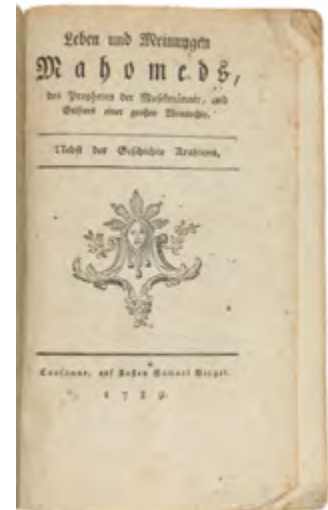 Leben und Meinungen
Mahomeds,
des Propheten der Muselmänner, und
Stifters einer großen Monarchie.
Nebst der Geschichte Arabiens.
Lausanne, auf Kosten Samuel